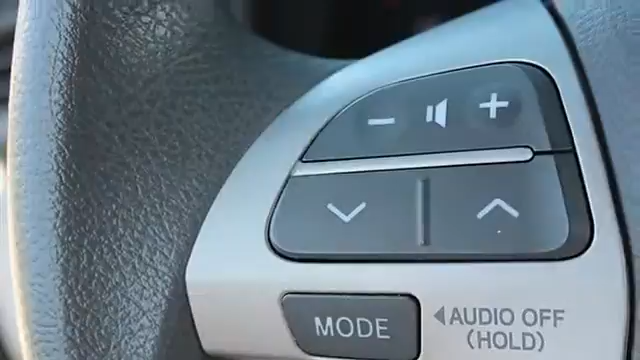 − +
MODE
◀AUDIO OFF
(HOLD)